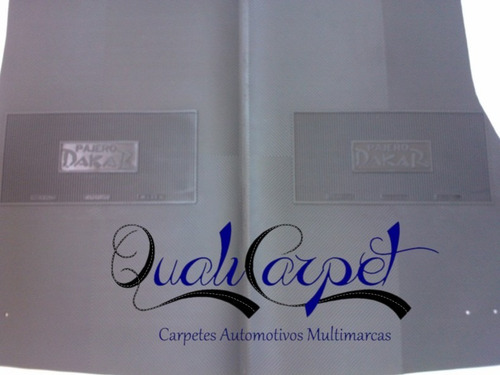 PAJERO
DAKAR
PAJERO
DAKAR
QualiCarpet
Carpetes Automotivos Multimarcas